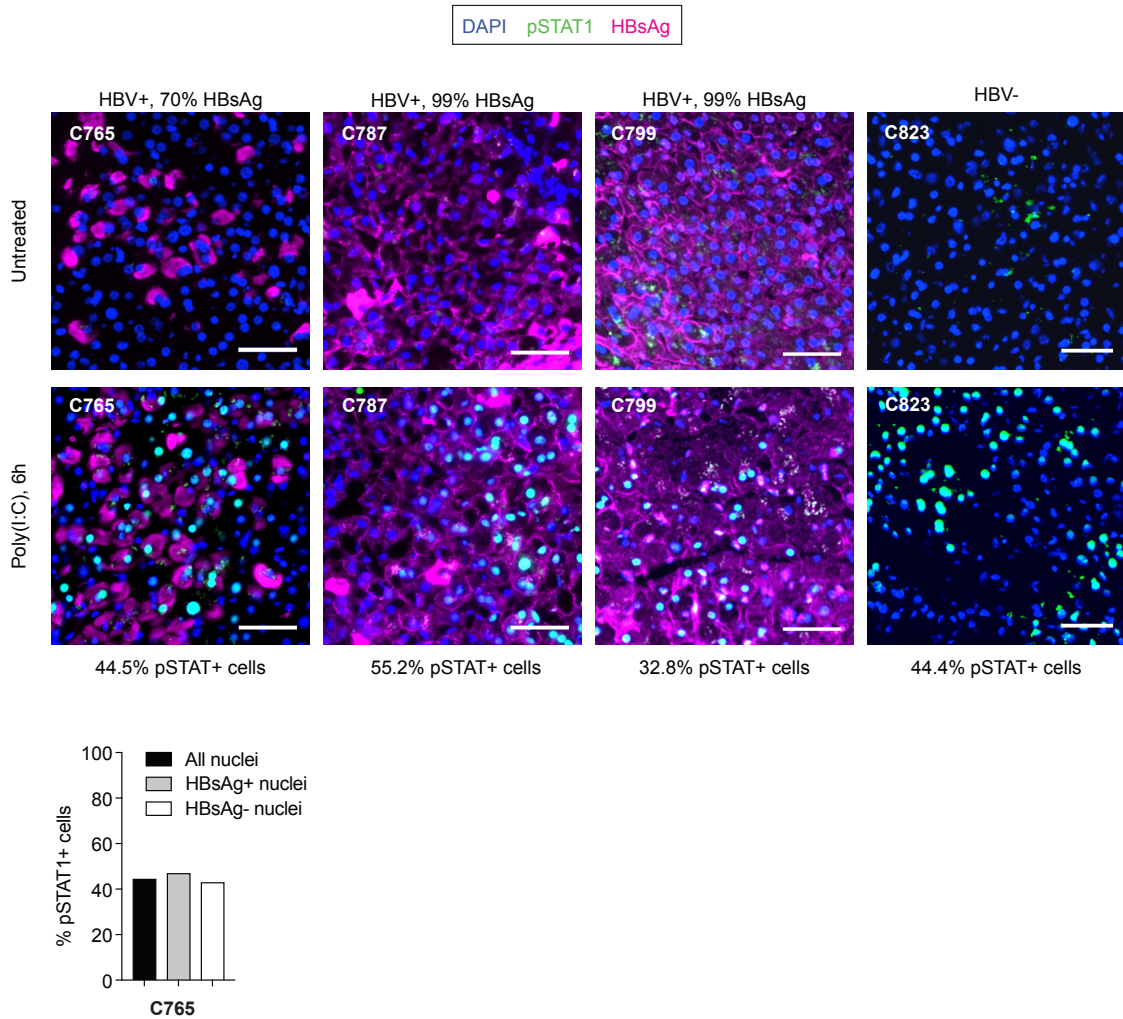 DAPI pSTAT1 HBsAg
HBV+, 70% HBsAg HBV+, 99% HBsAg HBV+, 99% HBsAg HBV-
Untreated
C765 C787 C799 C823
Poly(I:C), 6h
C765 C787 C799 C823
44.5% pSTAT+ cells 55.2% pSTAT+ cells 32.8% pSTAT+ cells 44.4% pSTAT+ cells
% pSTAT1+ cells
100
80
60
40
20
0
All nuclei
HBsAg+ nuclei
HBsAg- nuclei
C765